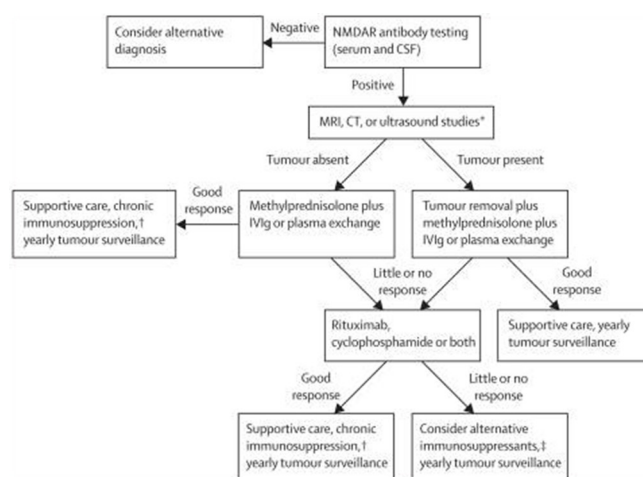 Consider alternative
diagnosis
Negative
NMDAR antibody testing
(serum and CSF)
Positive
MRI, CT, or ultrasound studies*
Tumour absent
Tumour present
Supportive care, chronic
immunosuppression,†
yearly tumour surveillance
Good
response
Methylprednisolone plus
IVIg or plasma exchange
Tumour removal plus
methylprednisolone plus
IVIg or plasma exchange
Little or no
response
Good
response
Rituximab,
cyclophosphamide or both
Supportive care, yearly
tumour surveillance
Good
response
Little or no
response
Supportive care, chronic
immunosuppression,†
yearly tumour surveillance
Consider alternative
immunosuppressants,‡
yearly tumour surveillance